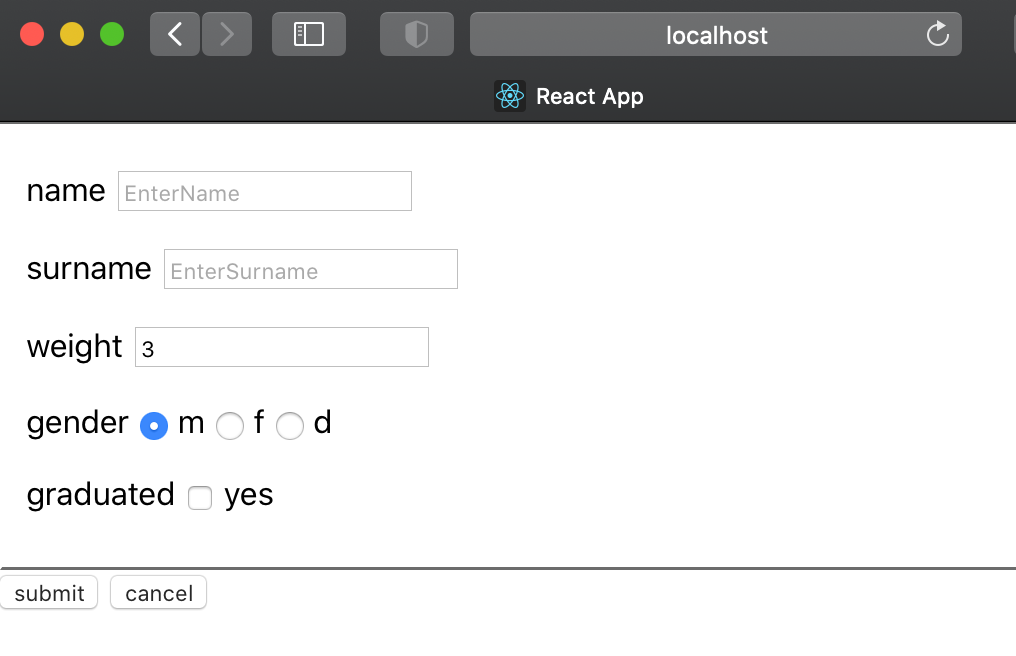 localhost
React App
name EnterName
surname EnterSurname
weight 3
gender m f d
graduated yes
submit cancel